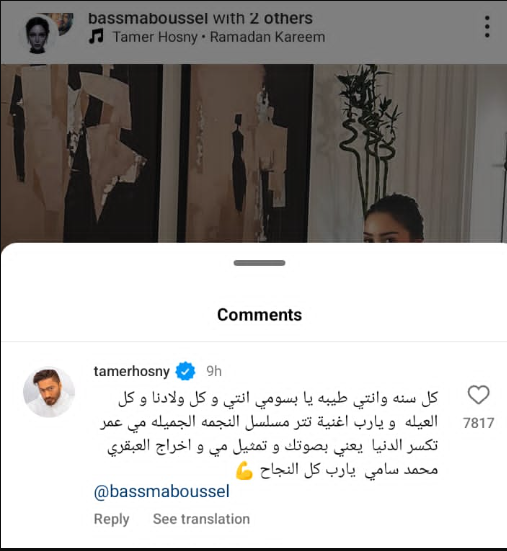 bassmaboussel with 2 others
Tamer Hosny • Ramadan Kareem
Comments
tamerhosny 9h
كل سنه وانتي طيبه يا بسومي انتي و كل ولادنا و كل
العيله و يارب اغنية تتر مسلسل النجمه الجميله مي عمر
تكسر الدنيا يعني بصوتك و تمثيل مي و اخراج العبقري
محمد سامي يارب كل النجاح 💪
@bassmaboussel
7817
Reply See translation